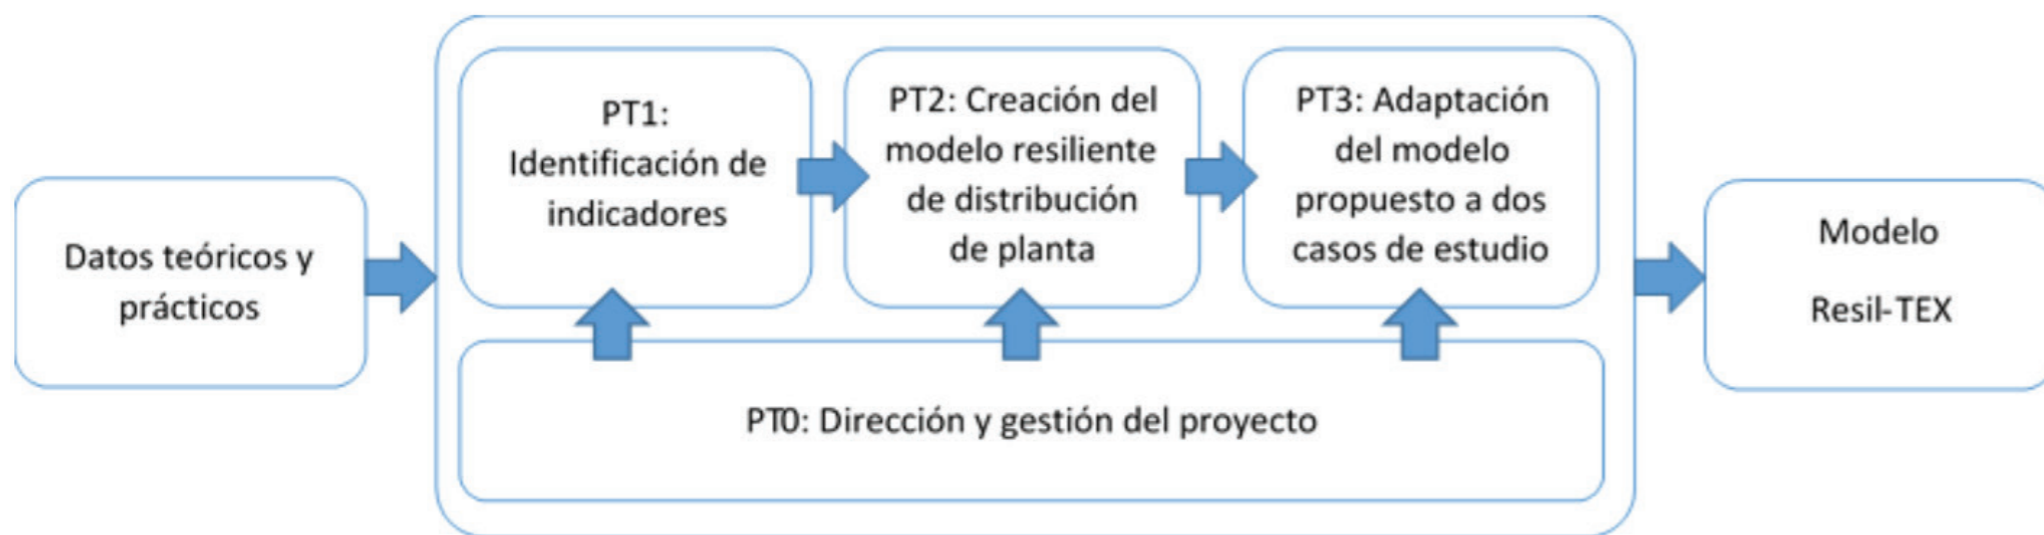 Datos teóricos y
prácticos
PT1:
Identificación de
indicadores
PT2: Creación del
modelo resiliente
de distribución
de planta
PT3: Adaptación
del modelo
propuesto a dos
casos de estudio
PT0: Dirección y gestión del proyecto
Modelo
Resil-TEX